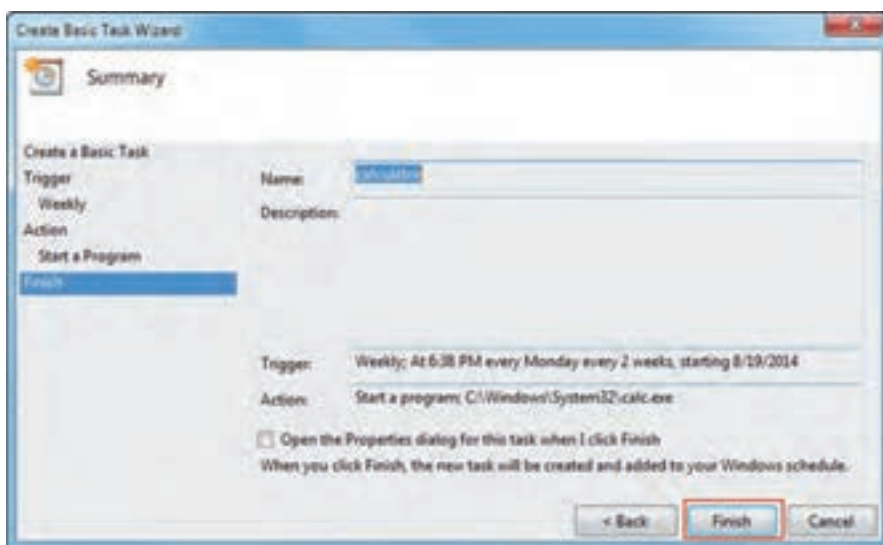 Create Basic Task Wizard
Summary
Create a Basic Task
Trigger
Weekly
Action
Start a Program
Finish
Name:
calculator
Description:
Trigger:
Weekly; At 6:38 PM every Monday every 2 weeks, starting 8/19/2014
Action:
Start a program; C:\Windows\System32\calc.exe
Open the Properties dialog for this task when I click Finish
When you click Finish, the new task will be created and added to your Windows schedule.
< Back
Finish
Cancel